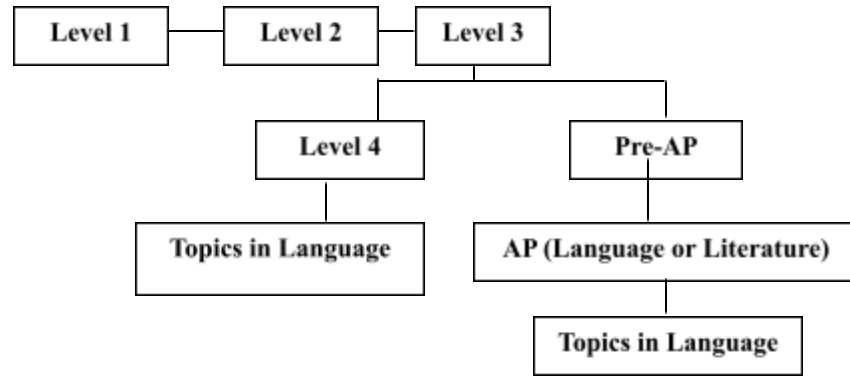 Level 1
Level 2
Level 3
Level 4
Pre-AP
Topics in Language
AP (Language or Literature)
Topics in Language